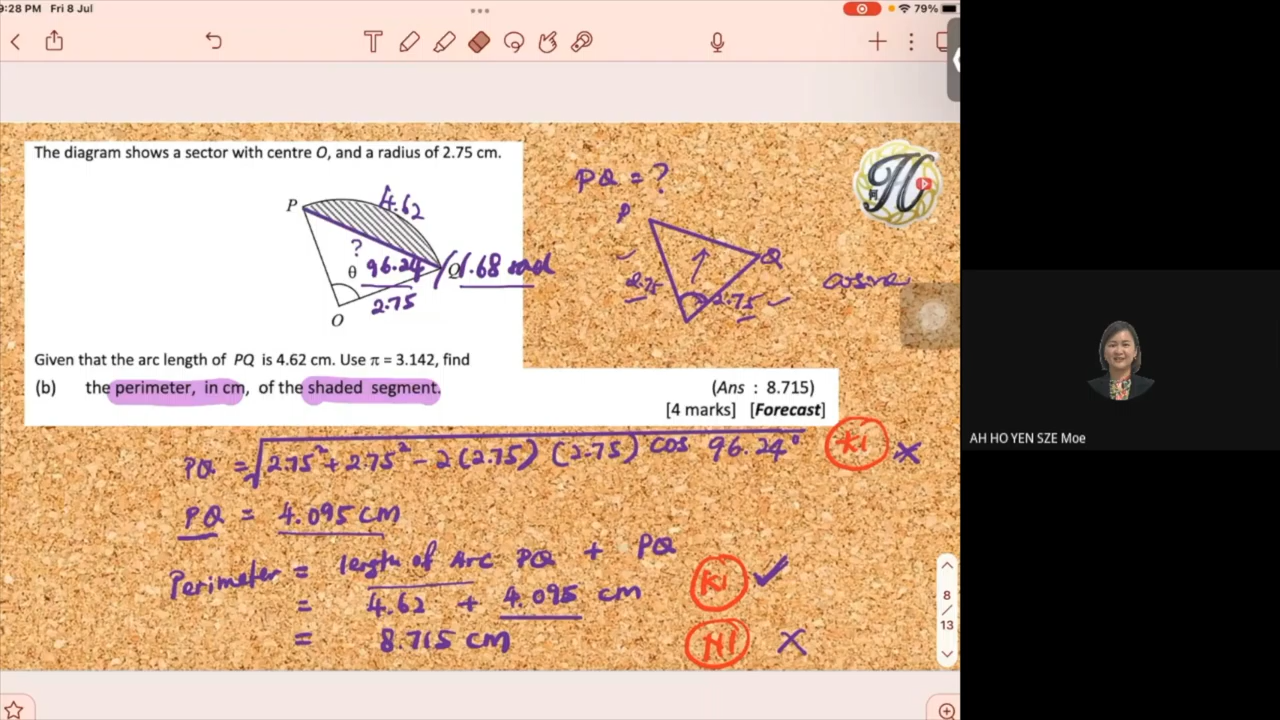 9:28 PM Fri 8 Jul
79%
The diagram shows a sector with centre O, and a radius of 2.75 cm.
P
4.62
?
θ 96.24° / 1.68 rad
Q
2.75
O
Given that the arc length of PQ is 4.62 cm. Use π = 3.142, find
(b) the perimeter, in cm, of the shaded segment.
(Ans : 8.715)
[4 marks] [Forecast]
PQ = ?
P
Q
2.75
2.75
cosine
H
何
PQ = √2.75² + 2.75² - 2(2.75)(2.75) cos 96.24°
K1
PQ = 4.095 cm
Perimeter = length of Arc PQ + PQ
= 4.62 + 4.095 cm
K1
= 8.715 cm
N1
8
/
13
AH HO YEN SZE Moe